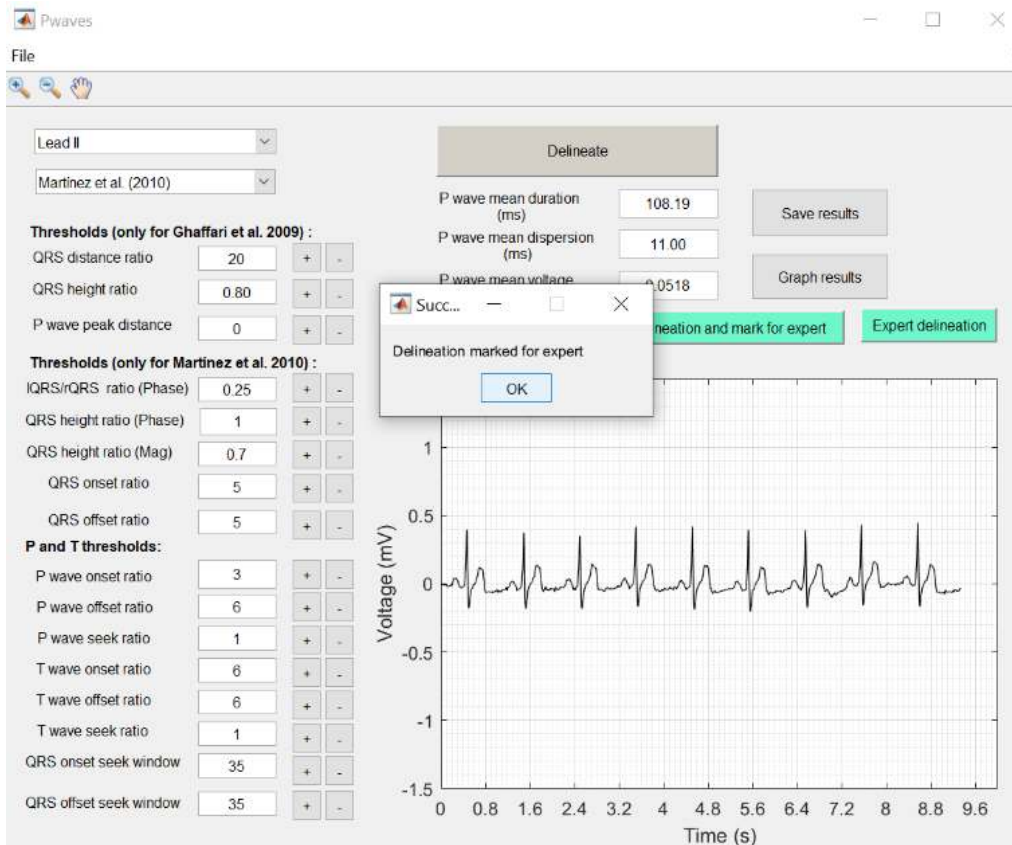 Pwaves
File
Lead II
Martínez et al. (2010)
Thresholds (only for Ghaffari et al. 2009) :
QRS distance ratio 20 + -
QRS height ratio 0.80 + -
P wave peak distance 0 + -
Thresholds (only for Martínez et al. 2010) :
lQRS/rQRS ratio (Phase) 0.25 + -
QRS height ratio (Phase) 1 + -
QRS height ratio (Mag) 0.7 + -
QRS onset ratio 5 + -
QRS offset ratio 5 + -
P and T thresholds:
P wave onset ratio 3 + -
P wave offset ratio 6 + -
P wave seek ratio 1 + -
T wave onset ratio 6 + -
T wave offset ratio 6 + -
T wave seek ratio 1 + -
QRS onset seek window 35 + -
QRS offset seek window 35 + -
Delineate
P wave mean duration
(ms)
108.19
P wave mean dispersion
(ms)
11.00
P wave mean voltage
0.0518
Save results
Graph results
and mark for expert
Expert delineation
Succ...
Delineation marked for expert
OK
Voltage (mV)
1
0.5
0
-0.5
-1
-1.5
0 0.8 1.6 2.4 3.2 4 4.8 5.6 6.4 7.2 8 8.8 9.6
Time (s)